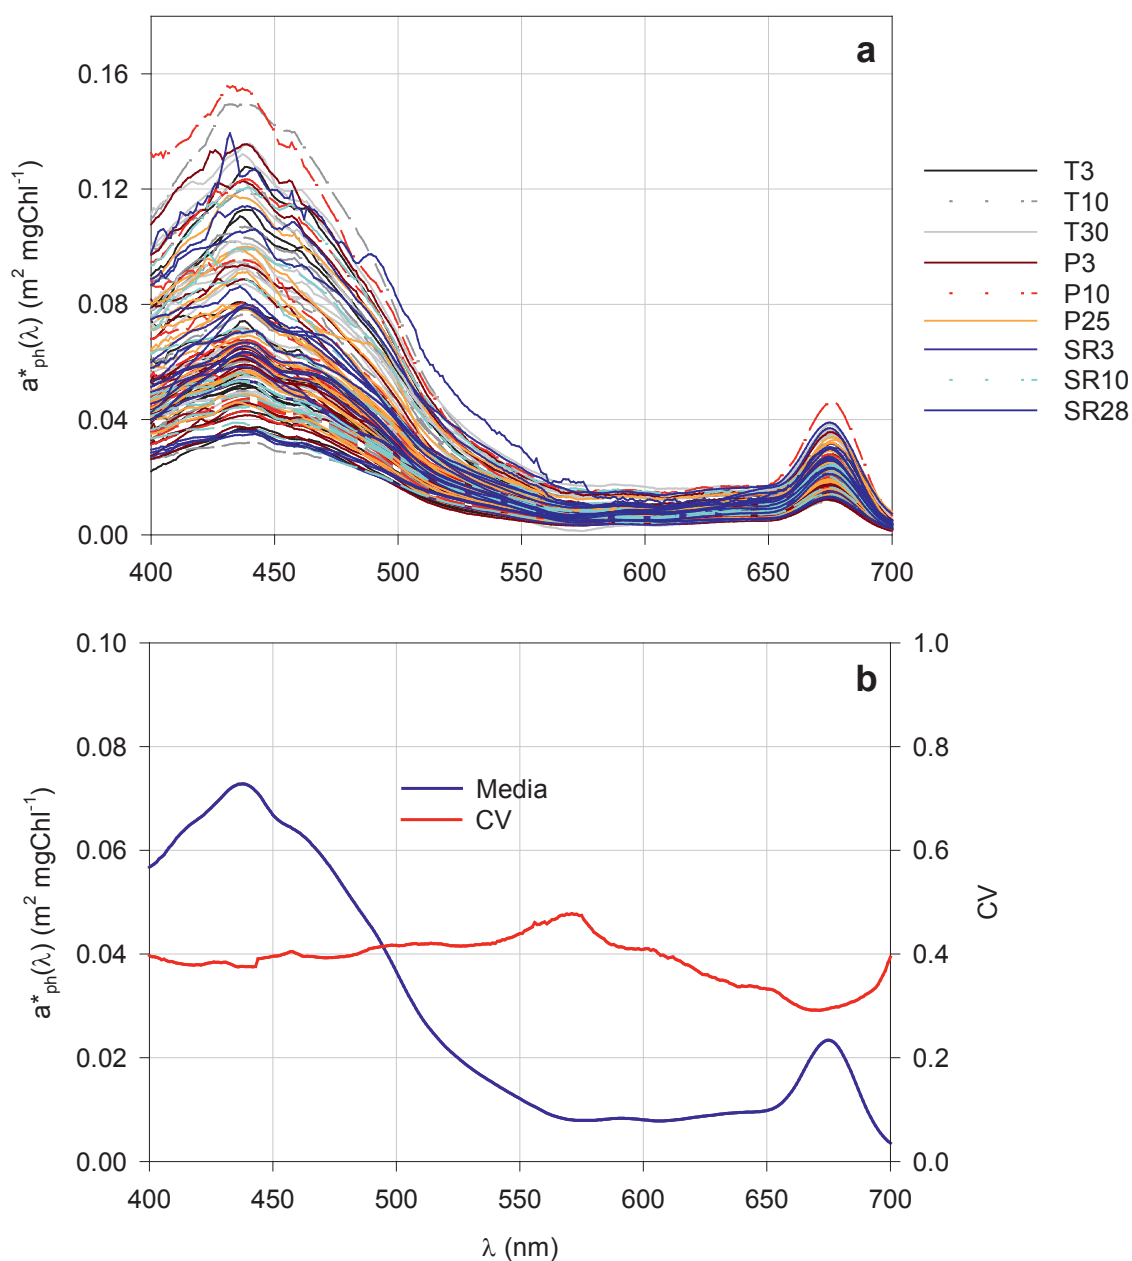 a
0.16
0.12
0.08
0.04
0.00
a*ph(λ) (m² mgChl⁻¹)
400 450 500 550 600 650 700
T3
T10
T30
P3
P10
P25
SR3
SR10
SR28
b
0.10
0.08
0.06
0.04
0.02
0.00
a*ph(λ) (m² mgChl⁻¹)
Media
CV
1.0
0.8
0.6
0.4
0.2
0.0
CV
400 450 500 550 600 650 700
λ (nm)